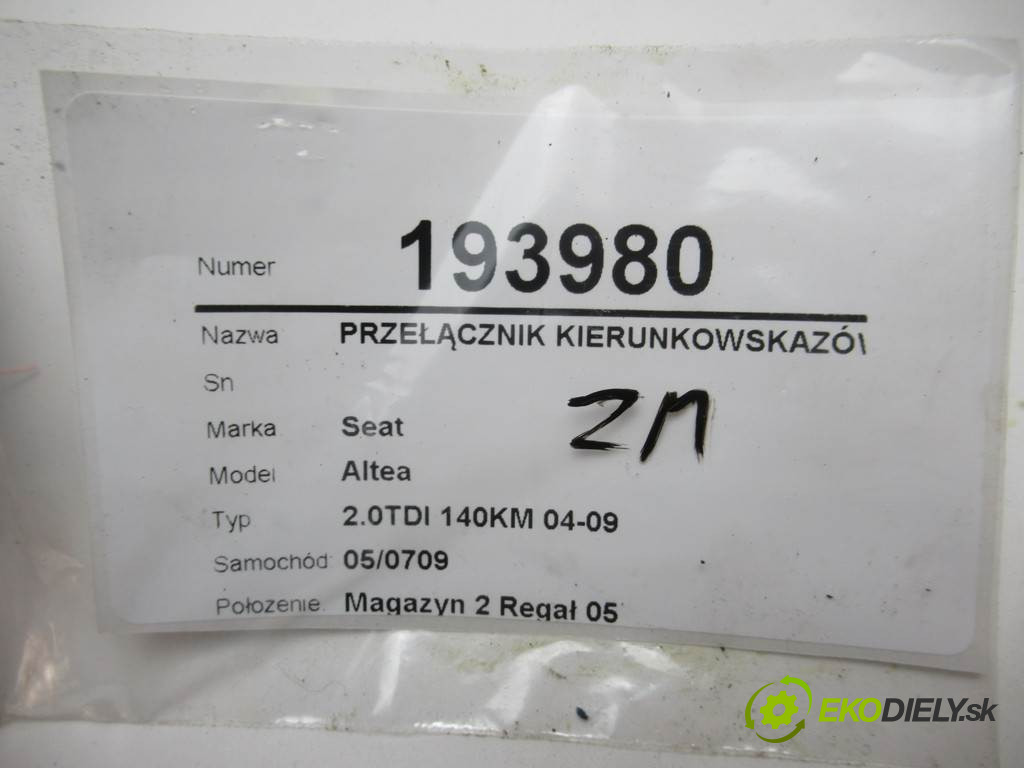 Numer 193980
Nazwa PRZEŁĄCZNIK KIERUNKOWSKAZÓ
Sn
Marka Seat
Model Altea
Typ 2.0TDI 140KM 04-09
Samochód 05/0709
Położenie Magazyn 2 Regał 05
EKODIELY.sk